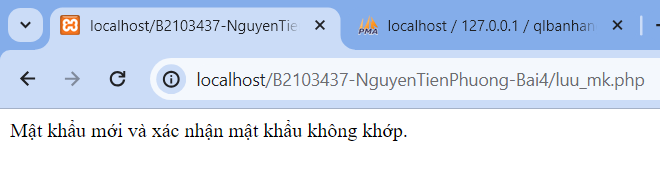 localhost/B2103437-NguyenTie
localhost / 127.0.0.1 / qlbanhan
PMA
localhost/B2103437-NguyenTienPhuong-Bai4/luu_mk.php
Mật khẩu mới và xác nhận mật khẩu không khớp.